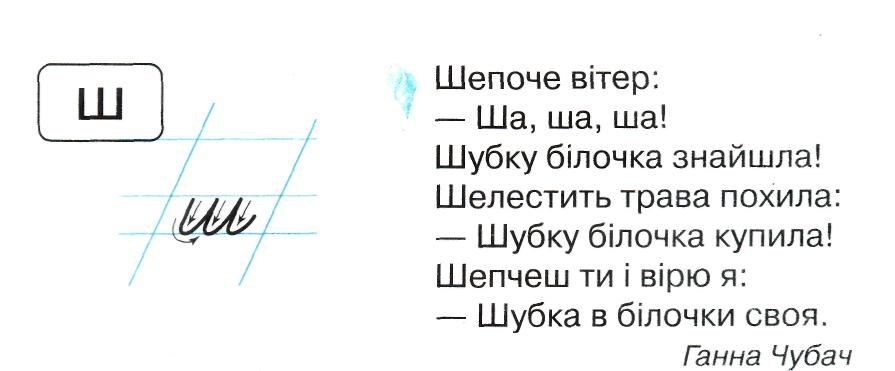 Ш
ш
Шепоче вітер:
— Ша, ша, ша!
Шубку білочка знайшла!
Шелестить трава похила:
— Шубку білочка купила!
Шепчеш ти і вірю я:
— Шубка в білочки своя.
Ганна Чубач